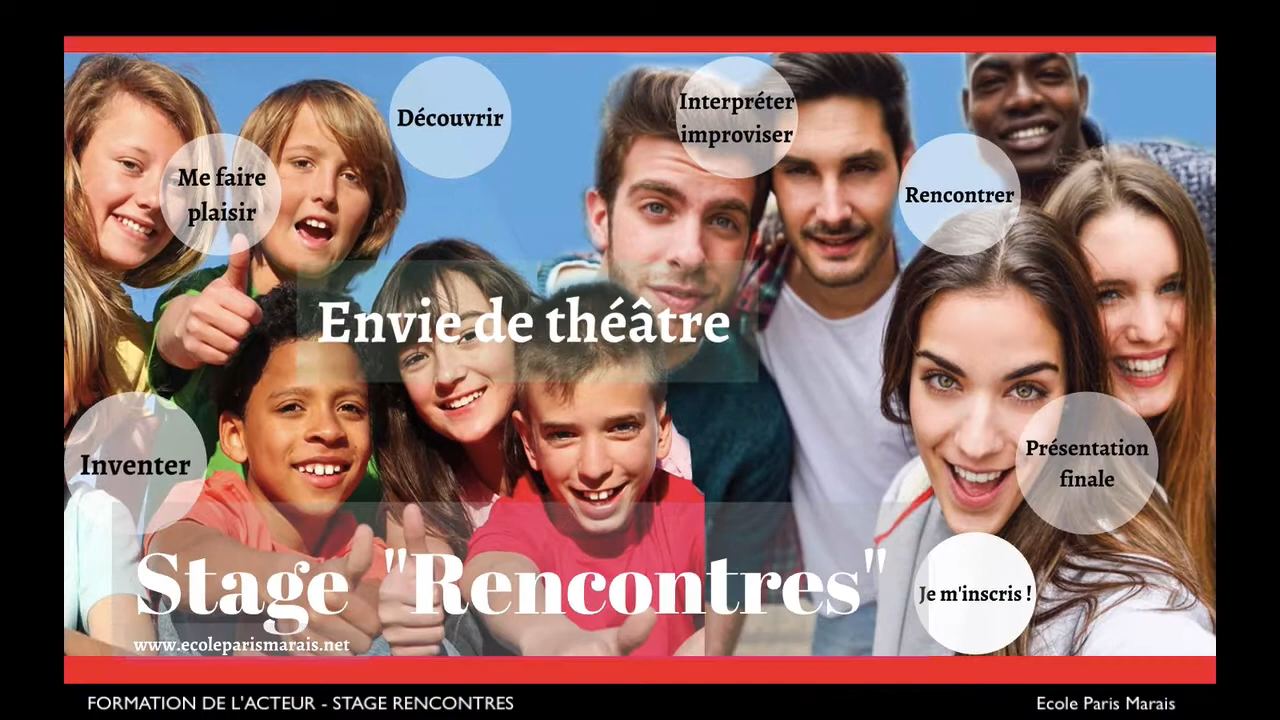 Découvrir
Interpréter
improviser
Me faire
plaisir
Rencontrer
Envie de théâtre
Inventer
Présentation
finale
Stage "Rencontres"
Je m'inscris !
www.ecoleparismarais.net
FORMATION DE L'ACTEUR - STAGE RENCONTRES
Ecole Paris Marais